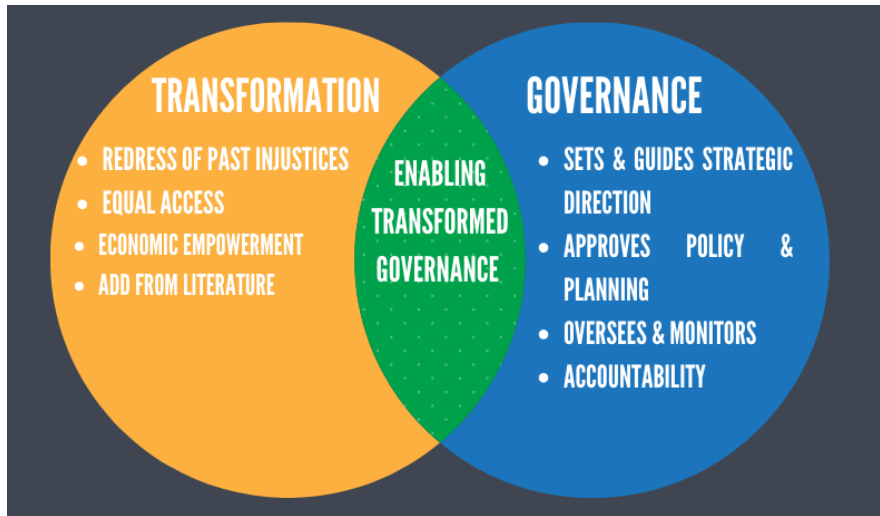 TRANSFORMATION
• REDRESS OF PAST INJUSTICES
• EQUAL ACCESS
• ECONOMIC EMPOWERMENT
• ADD FROM LITERATURE
ENABLING
TRANSFORMED
GOVERNANCE
GOVERNANCE
• SETS & GUIDES STRATEGIC
DIRECTION
• APPROVES POLICY &
PLANNING
• OVERSEES & MONITORS
• ACCOUNTABILITY